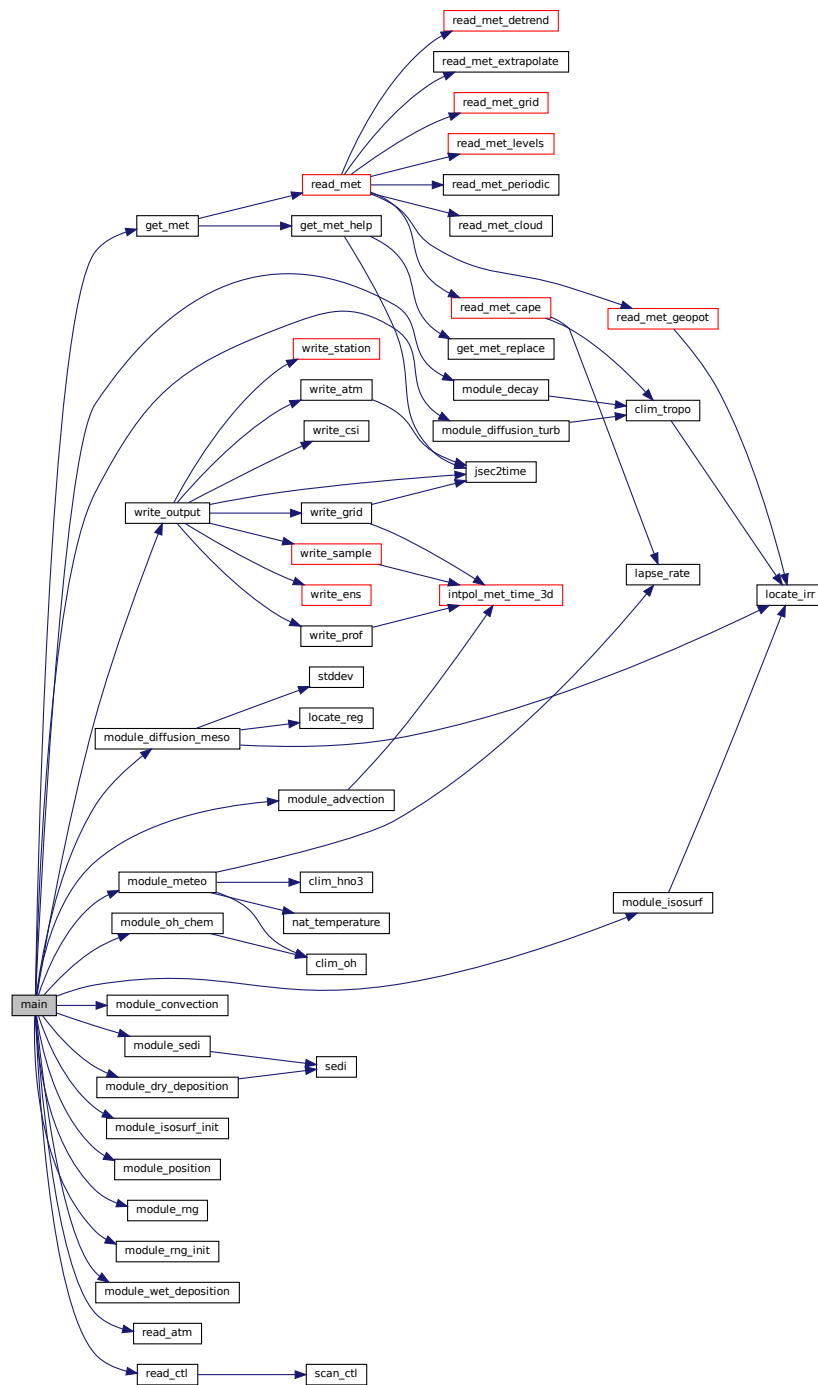 read_met_detrend
read_met_extrapolate
read_met_grid
read_met_levels
read_met
read_met_periodic
get_met
get_met_help
read_met_cloud
read_met_cape
read_met_geopot
write_station
get_met_replace
write_atm
module_decay
clim_tropo
write_csi
module_diffusion_turb
jsec2time
write_output
write_grid
write_sample
lapse_rate
write_ens
intpol_met_time_3d
locate_irr
write_prof
stddev
locate_reg
module_diffusion_meso
module_advection
module_meteo
clim_hno3
module_isosurf
module_oh_chem
nat_temperature
clim_oh
main
module_convection
module_sedi
sedi
module_dry_deposition
module_isosurf_init
module_position
module_rng
module_rng_init
module_wet_deposition
read_atm
read_ctl
scan_ctl